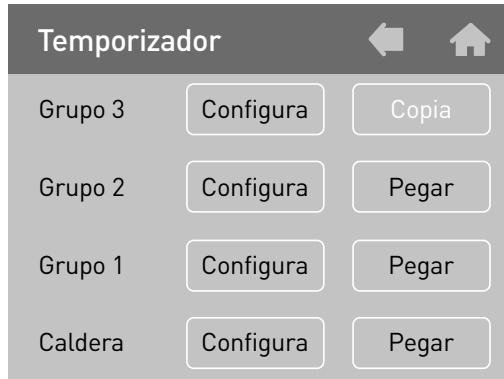 Temporizador
Grupo 3 Configura Copia
Grupo 2 Configura Pegar
Grupo 1 Configura Pegar
Caldera Configura Pegar